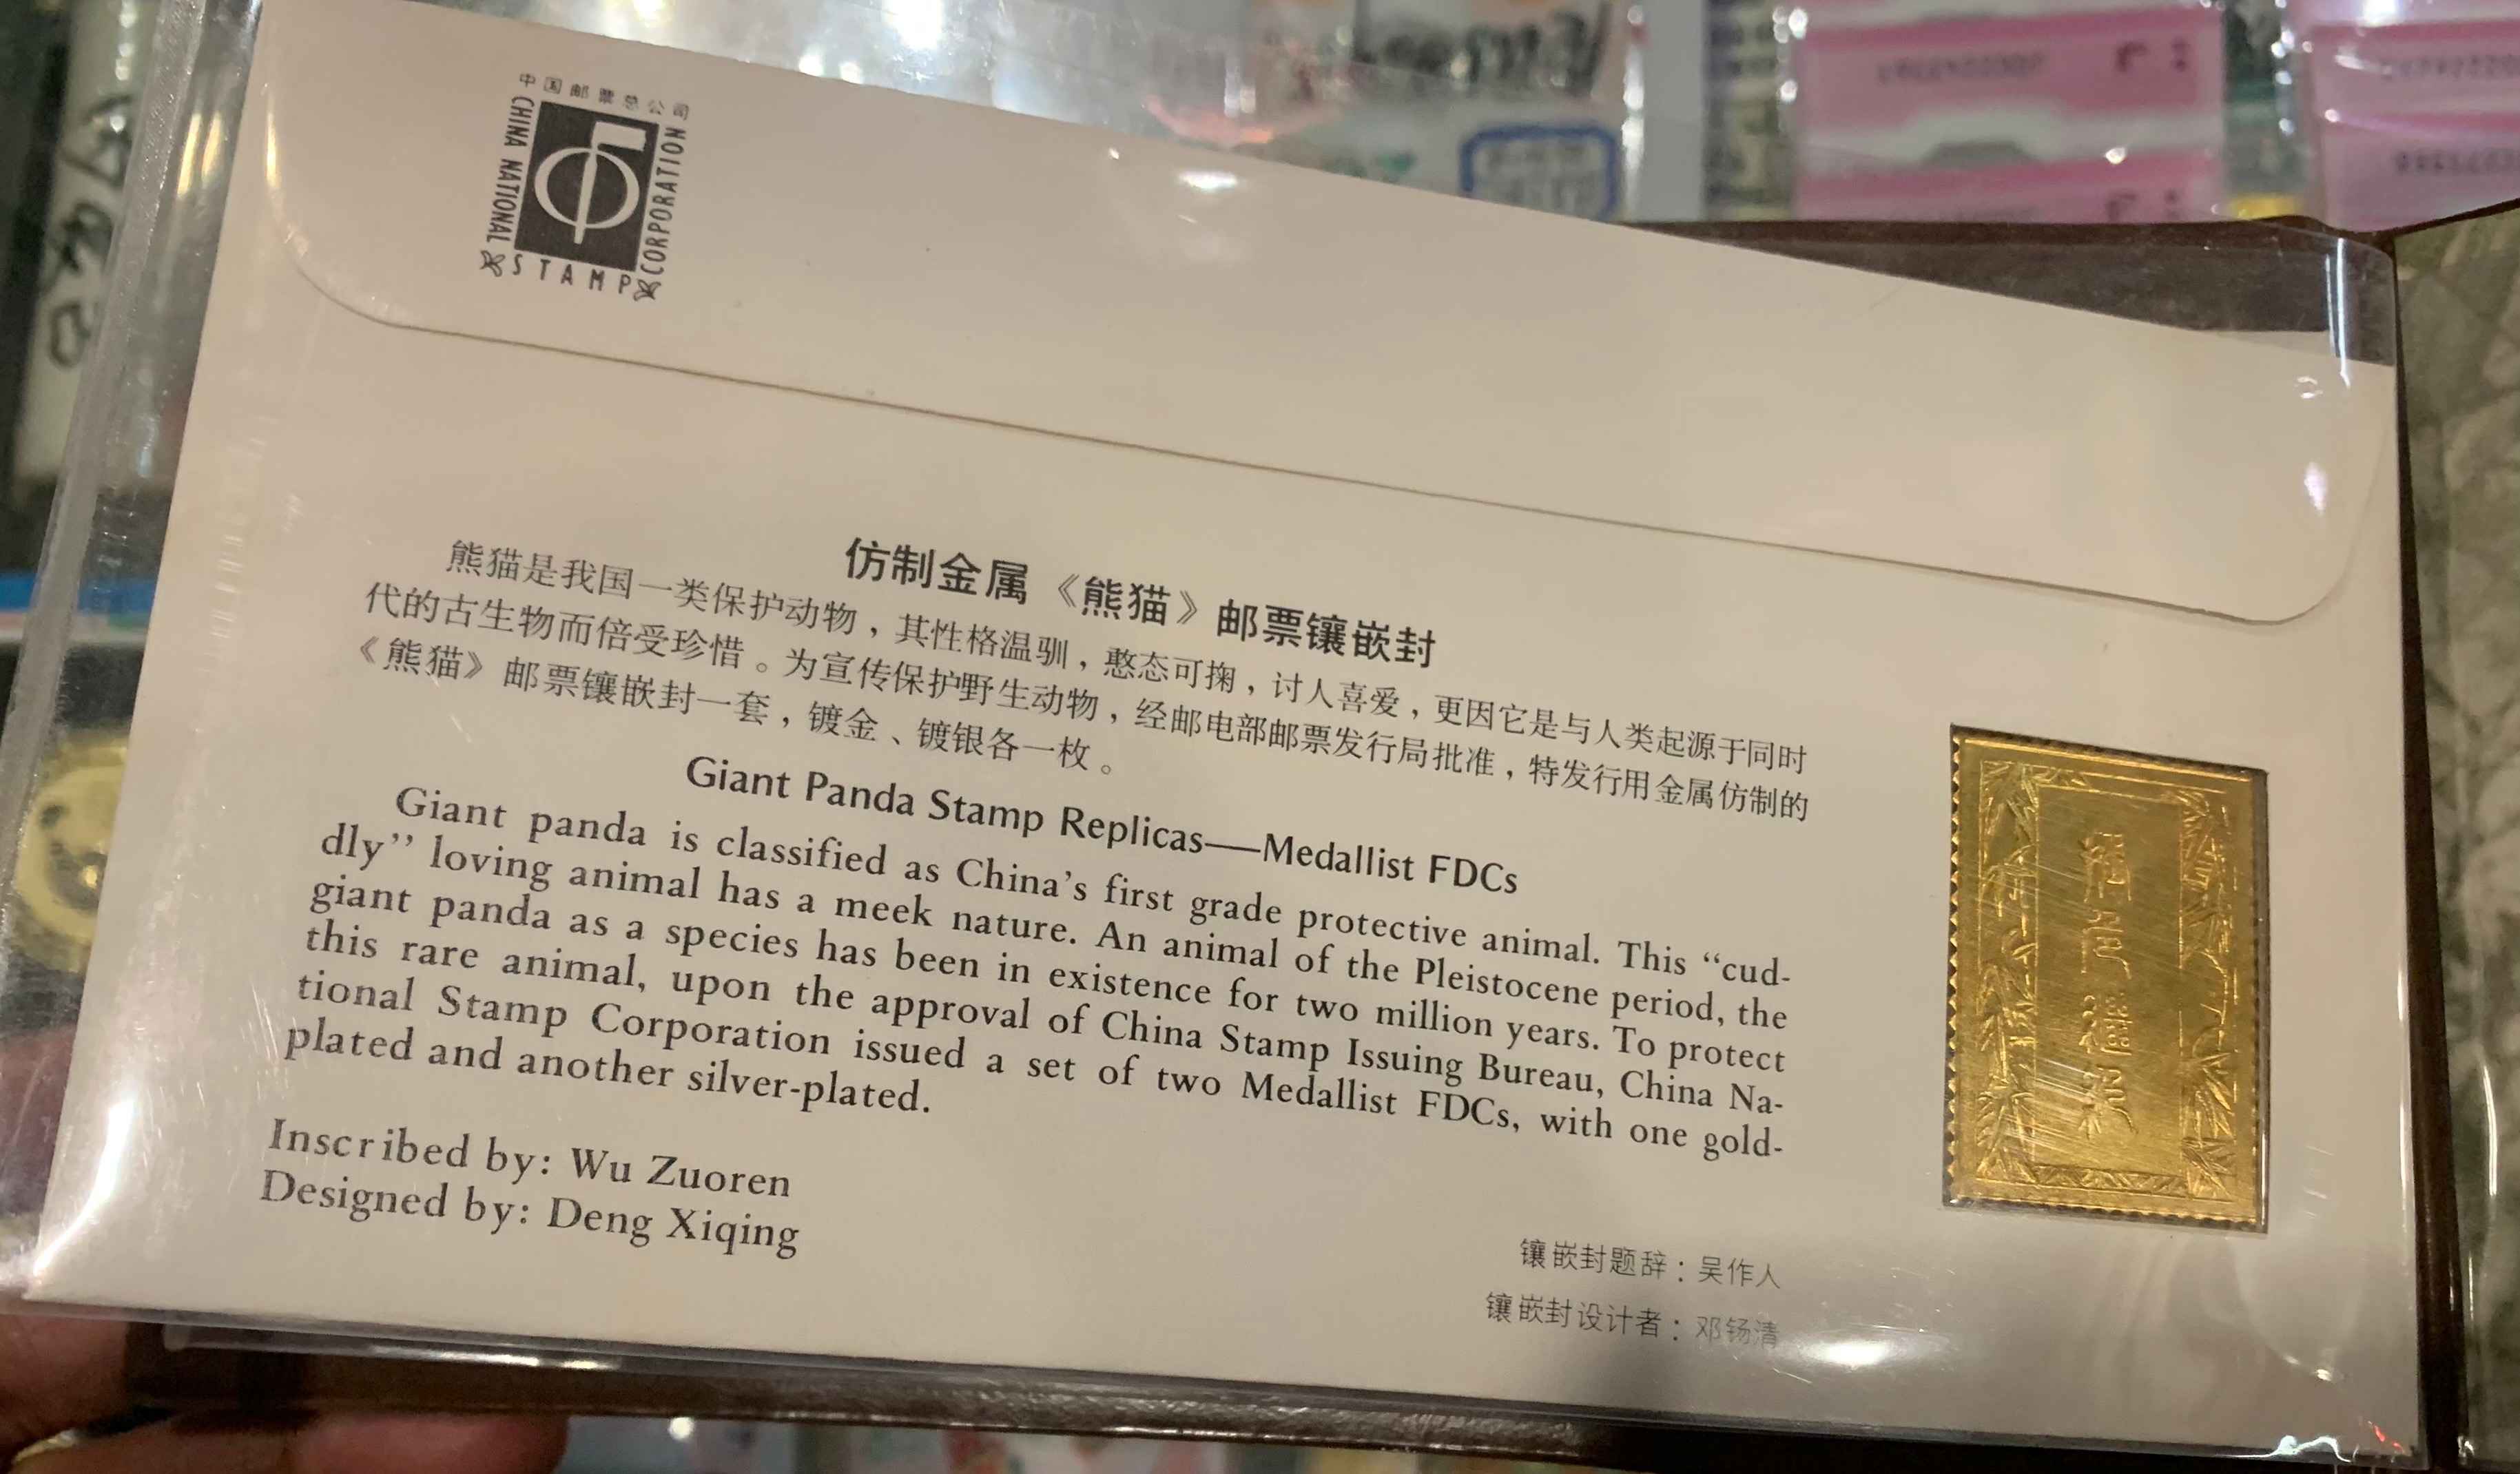 中国邮票总公司
CHINA NATIONAL
STAMP
CORPORATION
仿制金属《熊猫》邮票镶嵌封
熊猫是我国一类保护动物，其性格温驯，憨态可掬，讨人喜爱，更因它是与人类起源于同时
代的古生物而倍受珍惜。为宣传保护野生动物，经邮电部邮票发行局批准，特发行用金属仿制的
《熊猫》邮票镶嵌封一套，镀金、镀银各一枚。
Giant Panda Stamp Replicas—Medallist FDCs
Giant panda is classified as China's first grade protective animal. This “cud-
dly” loving animal has a meek nature. An animal of the Pleistocene period, the
giant panda as a species has been in existence for two million years. To protect
this rare animal, upon the approval of China Stamp Issuing Bureau, China Na-
tional Stamp Corporation issued a set of two Medallist FDCs, with one gold-
plated and another silver-plated.
Inscribed by: Wu Zuoren
Designed by: Deng Xiqing
镶嵌封题辞：吴作人
镶嵌封设计者：邓锡清